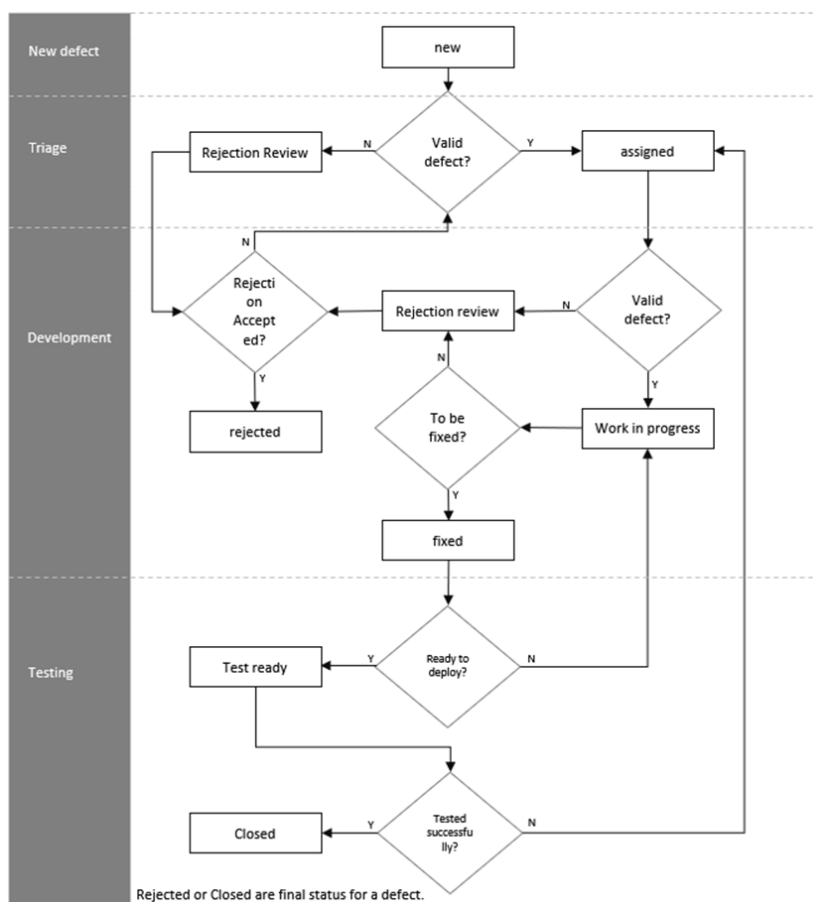 New defect
new
Triage
Rejection Review
N
Valid
defect?
Y
assigned
Development
N
Rejecti
on
Accept
ed?
Y
rejected
Rejection review
N
Valid
defect?
Y
N
To be
fixed?
Y
Work in progress
fixed
Testing
Test ready
Y
Ready to
deploy?
N
Closed
Y
Tested
successfu
lly?
N
Rejected or Closed are final status for a defect.